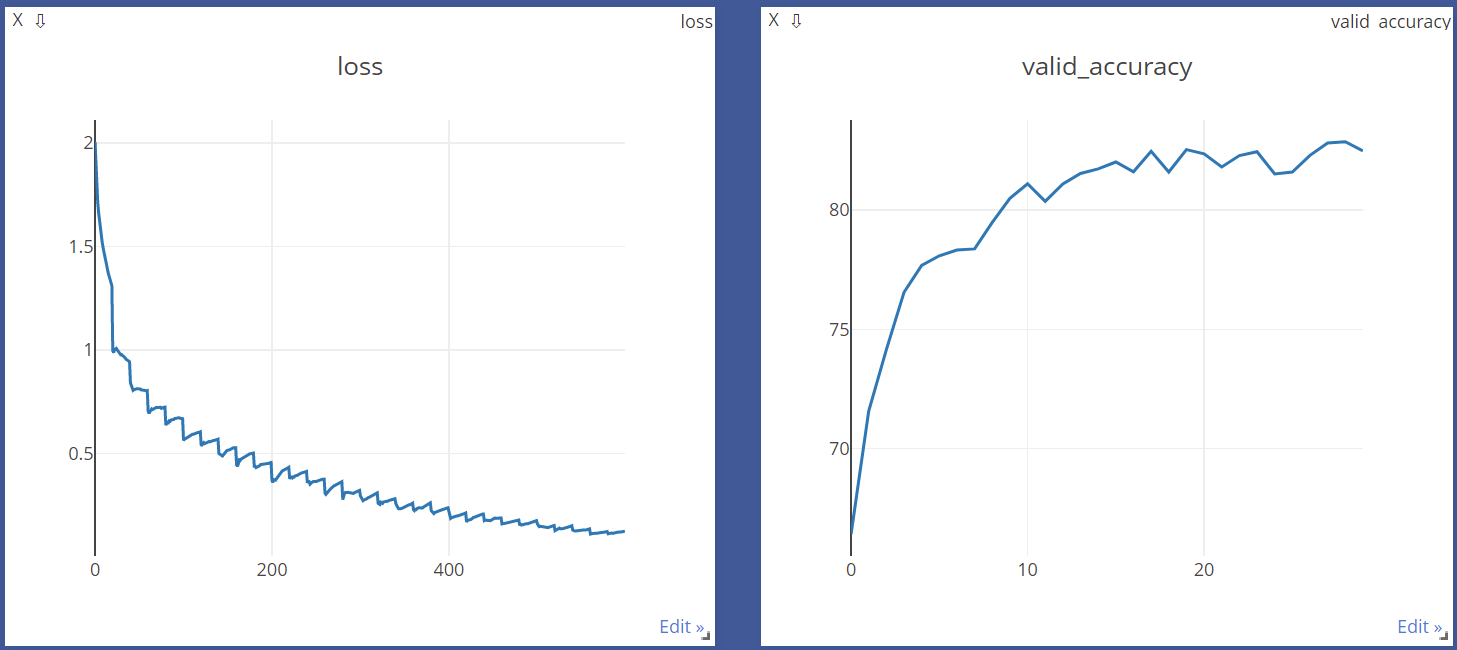 X ⇩ loss
loss
2
1.5
1
0.5
0 200 400
Edit »
X ⇩ valid_accuracy
valid_accuracy
80
75
70
0 10 20
Edit »